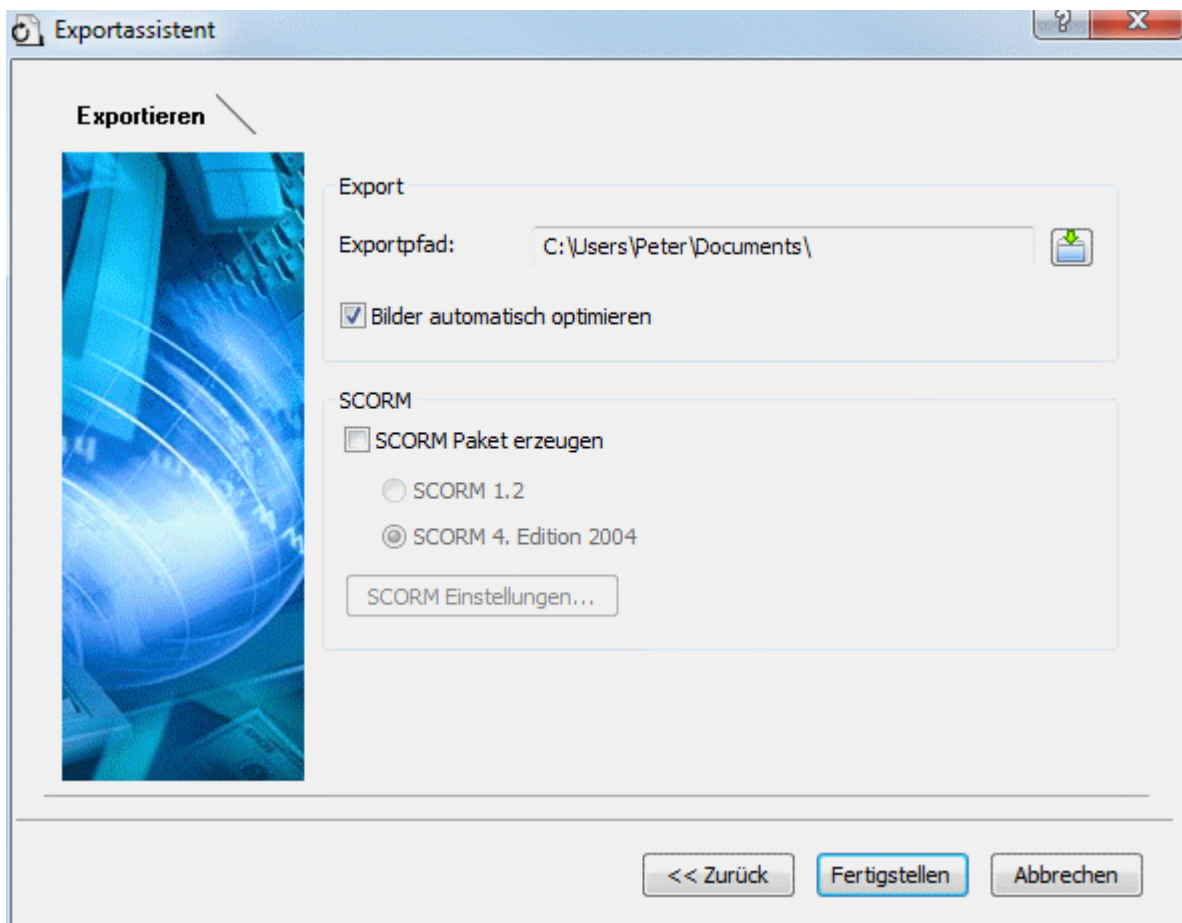 Exportassistent
Exportieren
Export
Exportpfad: C:\Users\Peter\Documents\
Bilder automatisch optimieren
SCORM
SCORM Paket erzeugen
SCORM 1.2
SCORM 4. Edition 2004
SCORM Einstellungen...
<< Zurück Fertigstellen Abbrechen